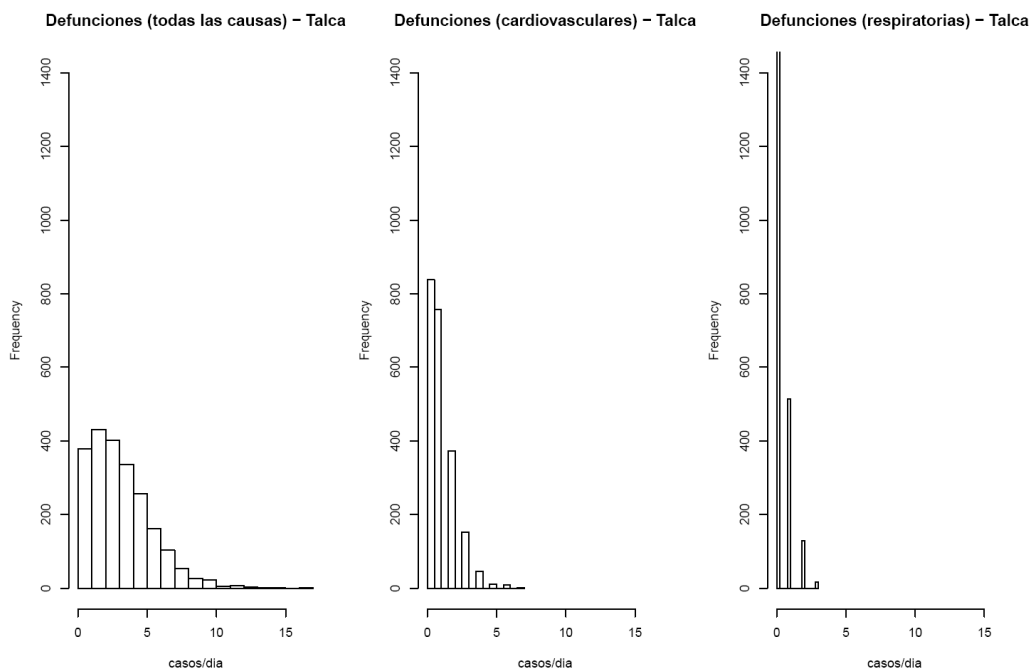 Defunciones (todas las causas) − Talca
Frequency
0 200 400 600 800 1000 1200 1400
0 5 10 15
casos/dia
Defunciones (cardiovasculares) − Talca
Frequency
0 200 400 600 800 1000 1200 1400
0 5 10 15
casos/dia
Defunciones (respiratorias) − Talca
Frequency
0 200 400 600 800 1000 1200 1400
0 5 10 15
casos/dia